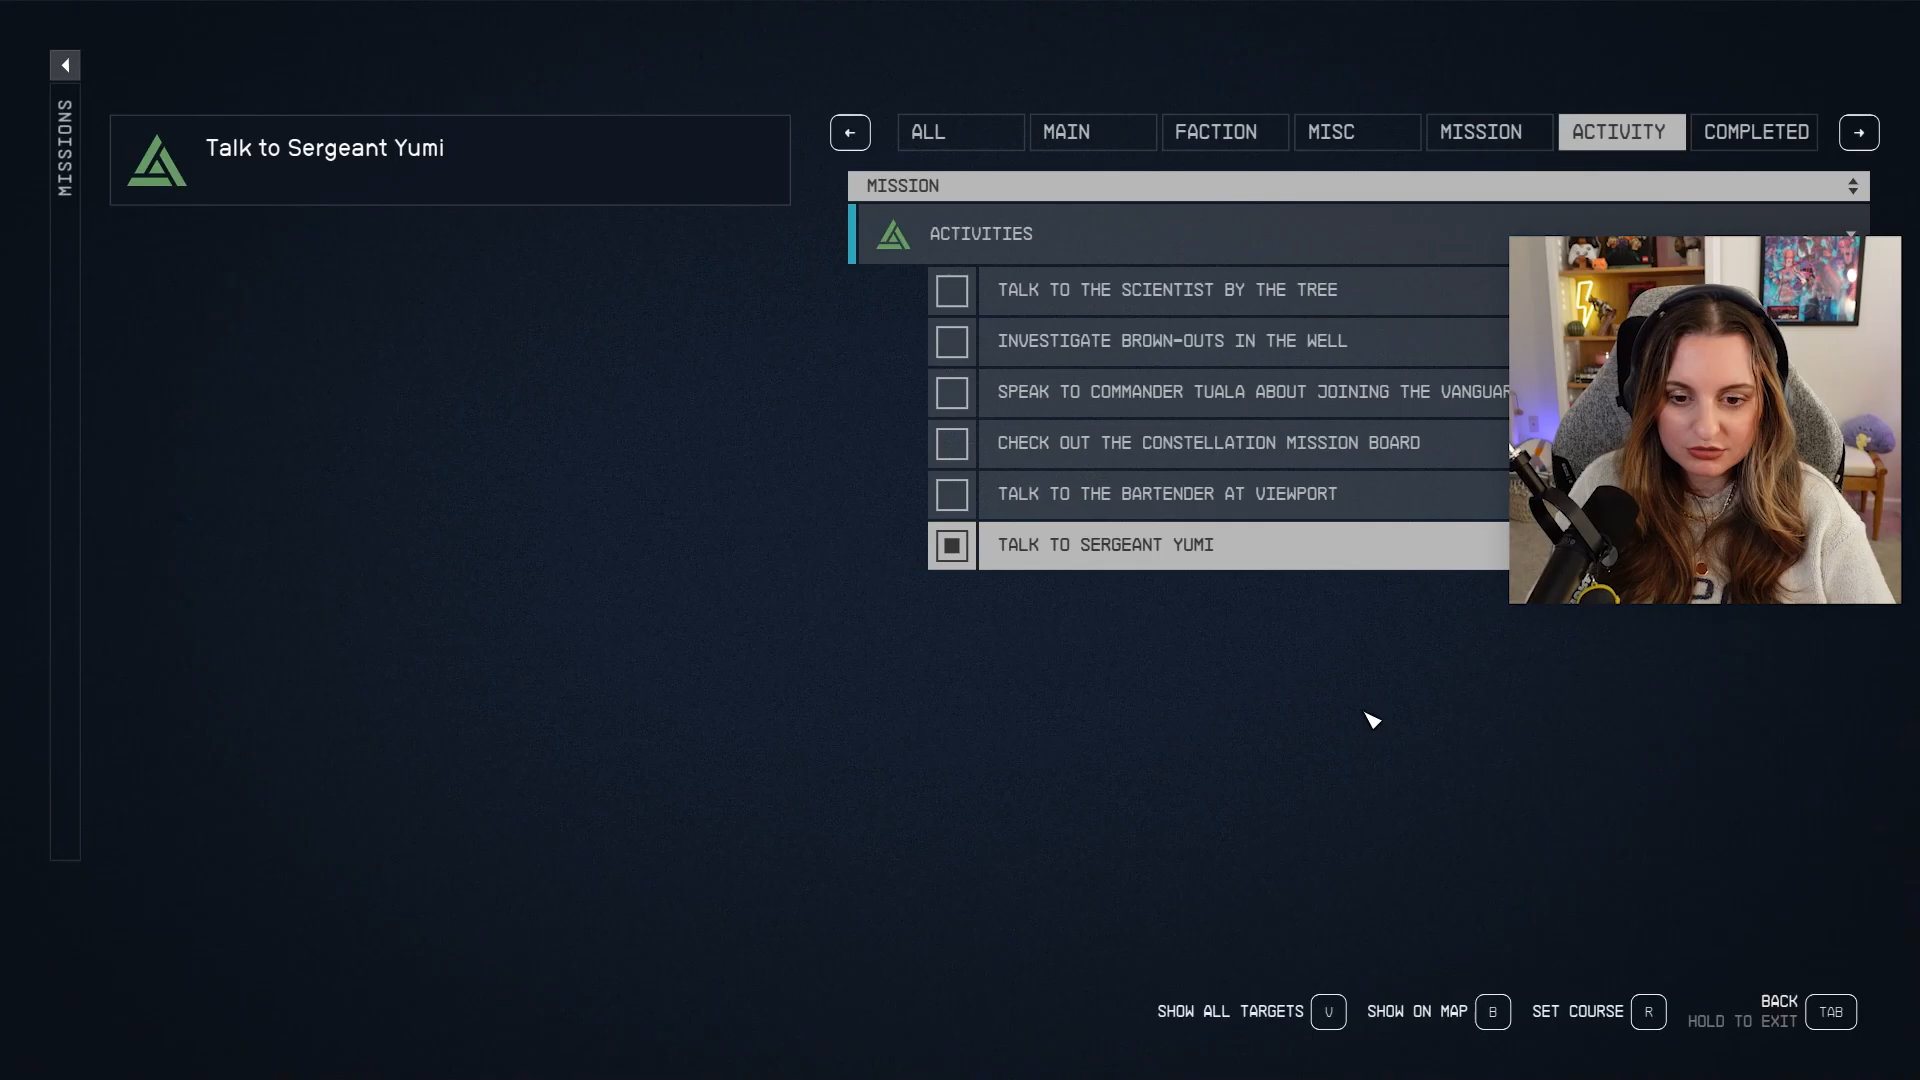 MISSIONS
Talk to Sergeant Yumi
ALL
MAIN
FACTION
MISC
MISSION
ACTIVITY
COMPLETED
MISSION
ACTIVITIES
TALK TO THE SCIENTIST BY THE TREE
INVESTIGATE BROWN-OUTS IN THE WELL
SPEAK TO COMMANDER TUALA ABOUT JOINING THE
CHECK OUT THE CONSTELLATION MISSION BOARD
TALK TO THE BARTENDER AT VIEWPORT
TALK TO SERGEANT YUMI
SHOW ALL TARGETS V
SHOW ON MAP B
SET COURSE R
BACK TAB
HOLD TO EXIT